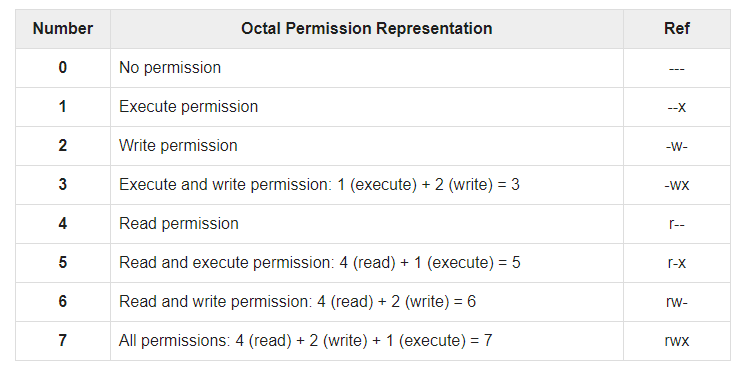 Number Octal Permission Representation Ref
0 No permission ---
1 Execute permission --x
2 Write permission -w-
3 Execute and write permission: 1 (execute) + 2 (write) = 3 -wx
4 Read permission r--
5 Read and execute permission: 4 (read) + 1 (execute) = 5 r-x
6 Read and write permission: 4 (read) + 2 (write) = 6 rw-
7 All permissions: 4 (read) + 2 (write) + 1 (execute) = 7 rwx